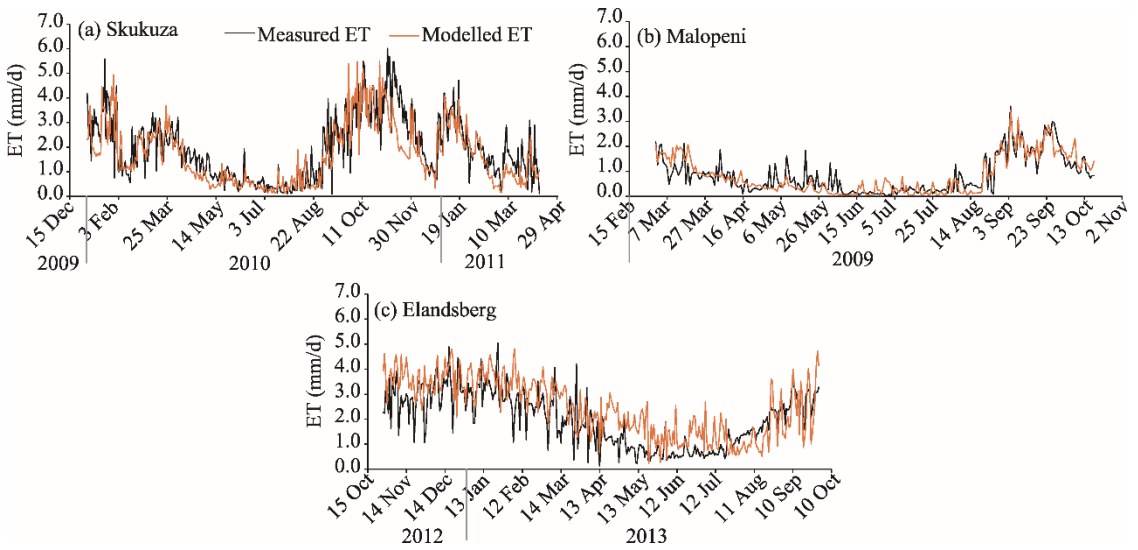 (a) Skukuza
Measured ET
Modelled ET
ET (mm/d)
7.0
6.0
5.0
4.0
3.0
2.0
1.0
0.0
15 Dec
3 Feb
25 Mar
14 May
3 Jul
22 Aug
11 Oct
30 Nov
19 Jan
10 Mar
29 Apr
2009
2010
2011
(b) Malopeni
ET (mm/d)
7.0
6.0
5.0
4.0
3.0
2.0
1.0
0.0
15 Feb
7 Mar
27 Mar
16 Apr
6 May
26 May
15 Jun
5 Jul
25 Jul
14 Aug
3 Sep
23 Sep
13 Oct
2 Nov
2009
(c) Elandsberg
ET (mm/d)
7.0
6.0
5.0
4.0
3.0
2.0
1.0
0.0
15 Oct
14 Nov
14 Dec
13 Jan
12 Feb
14 Mar
13 Apr
13 May
12 Jun
12 Jul
11 Aug
10 Sep
10 Oct
2012
2013